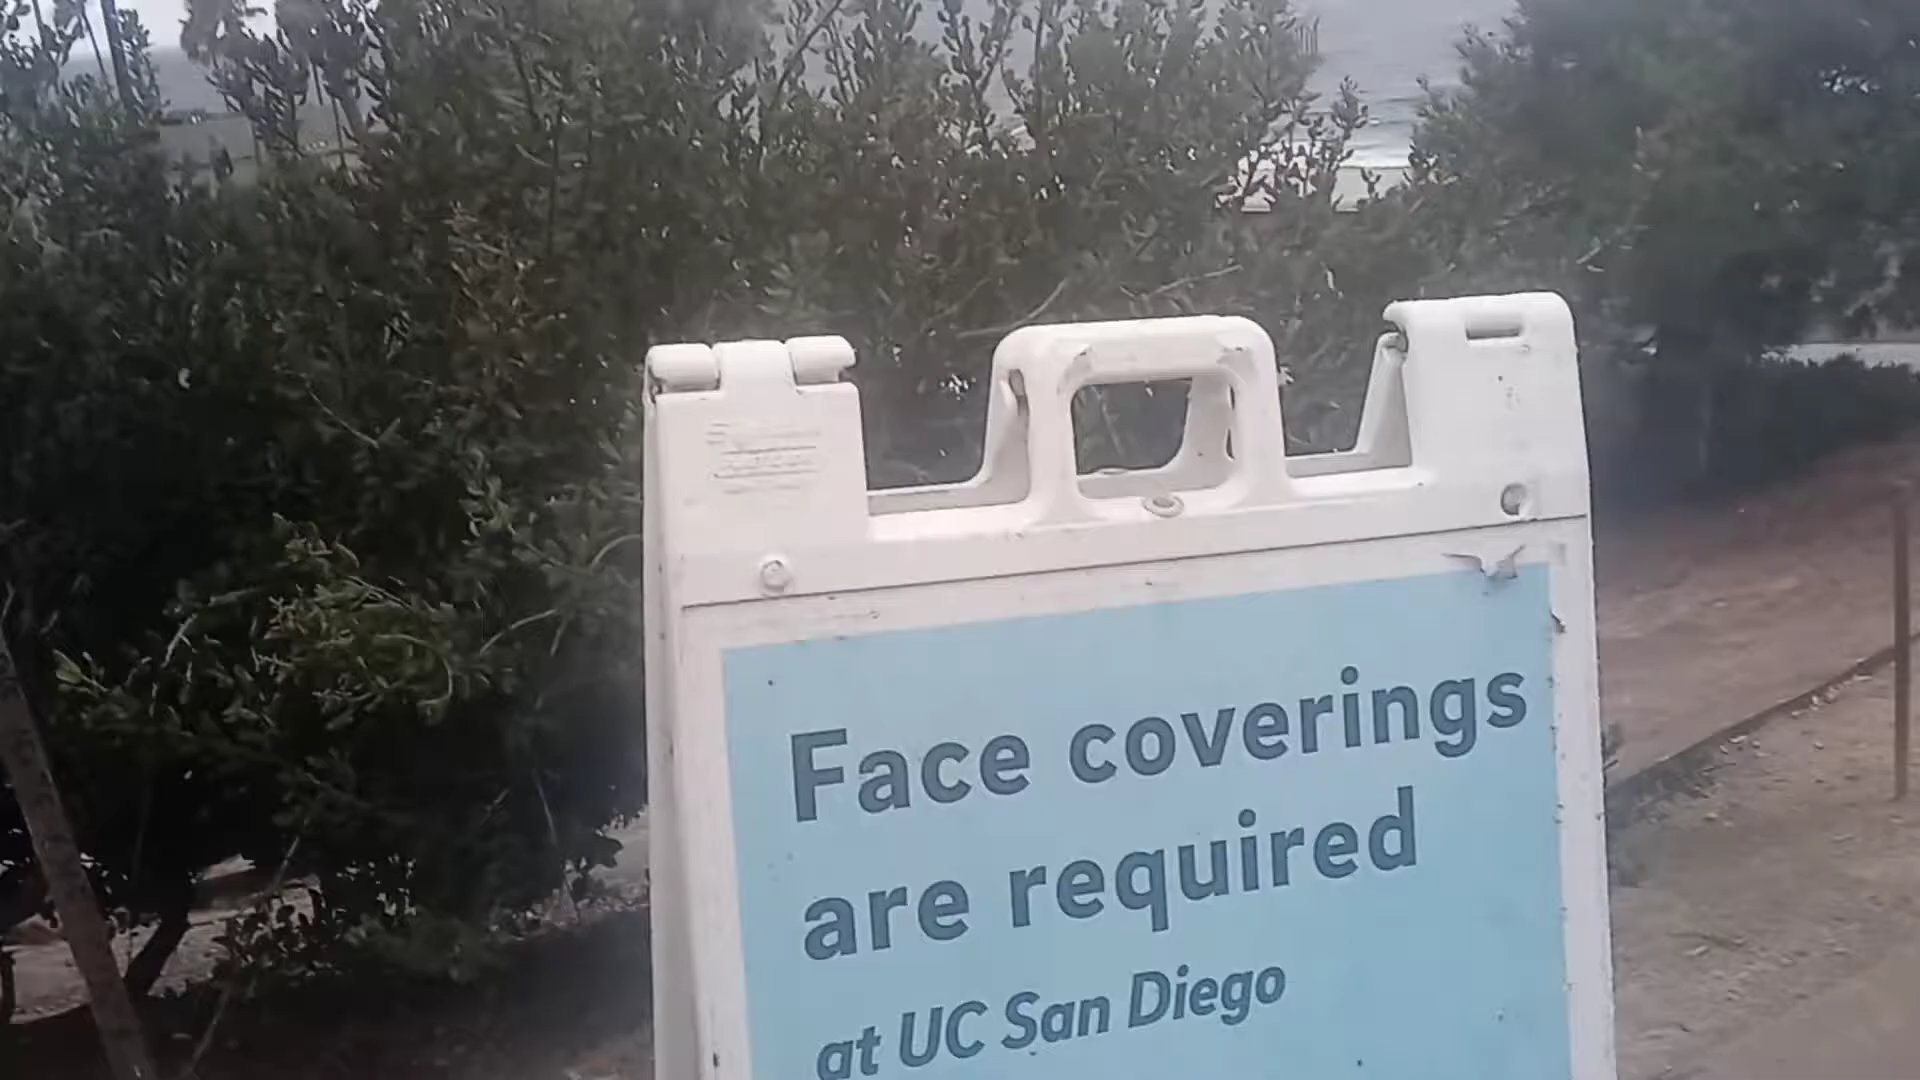 Face coverings
are required
at UC San Diego